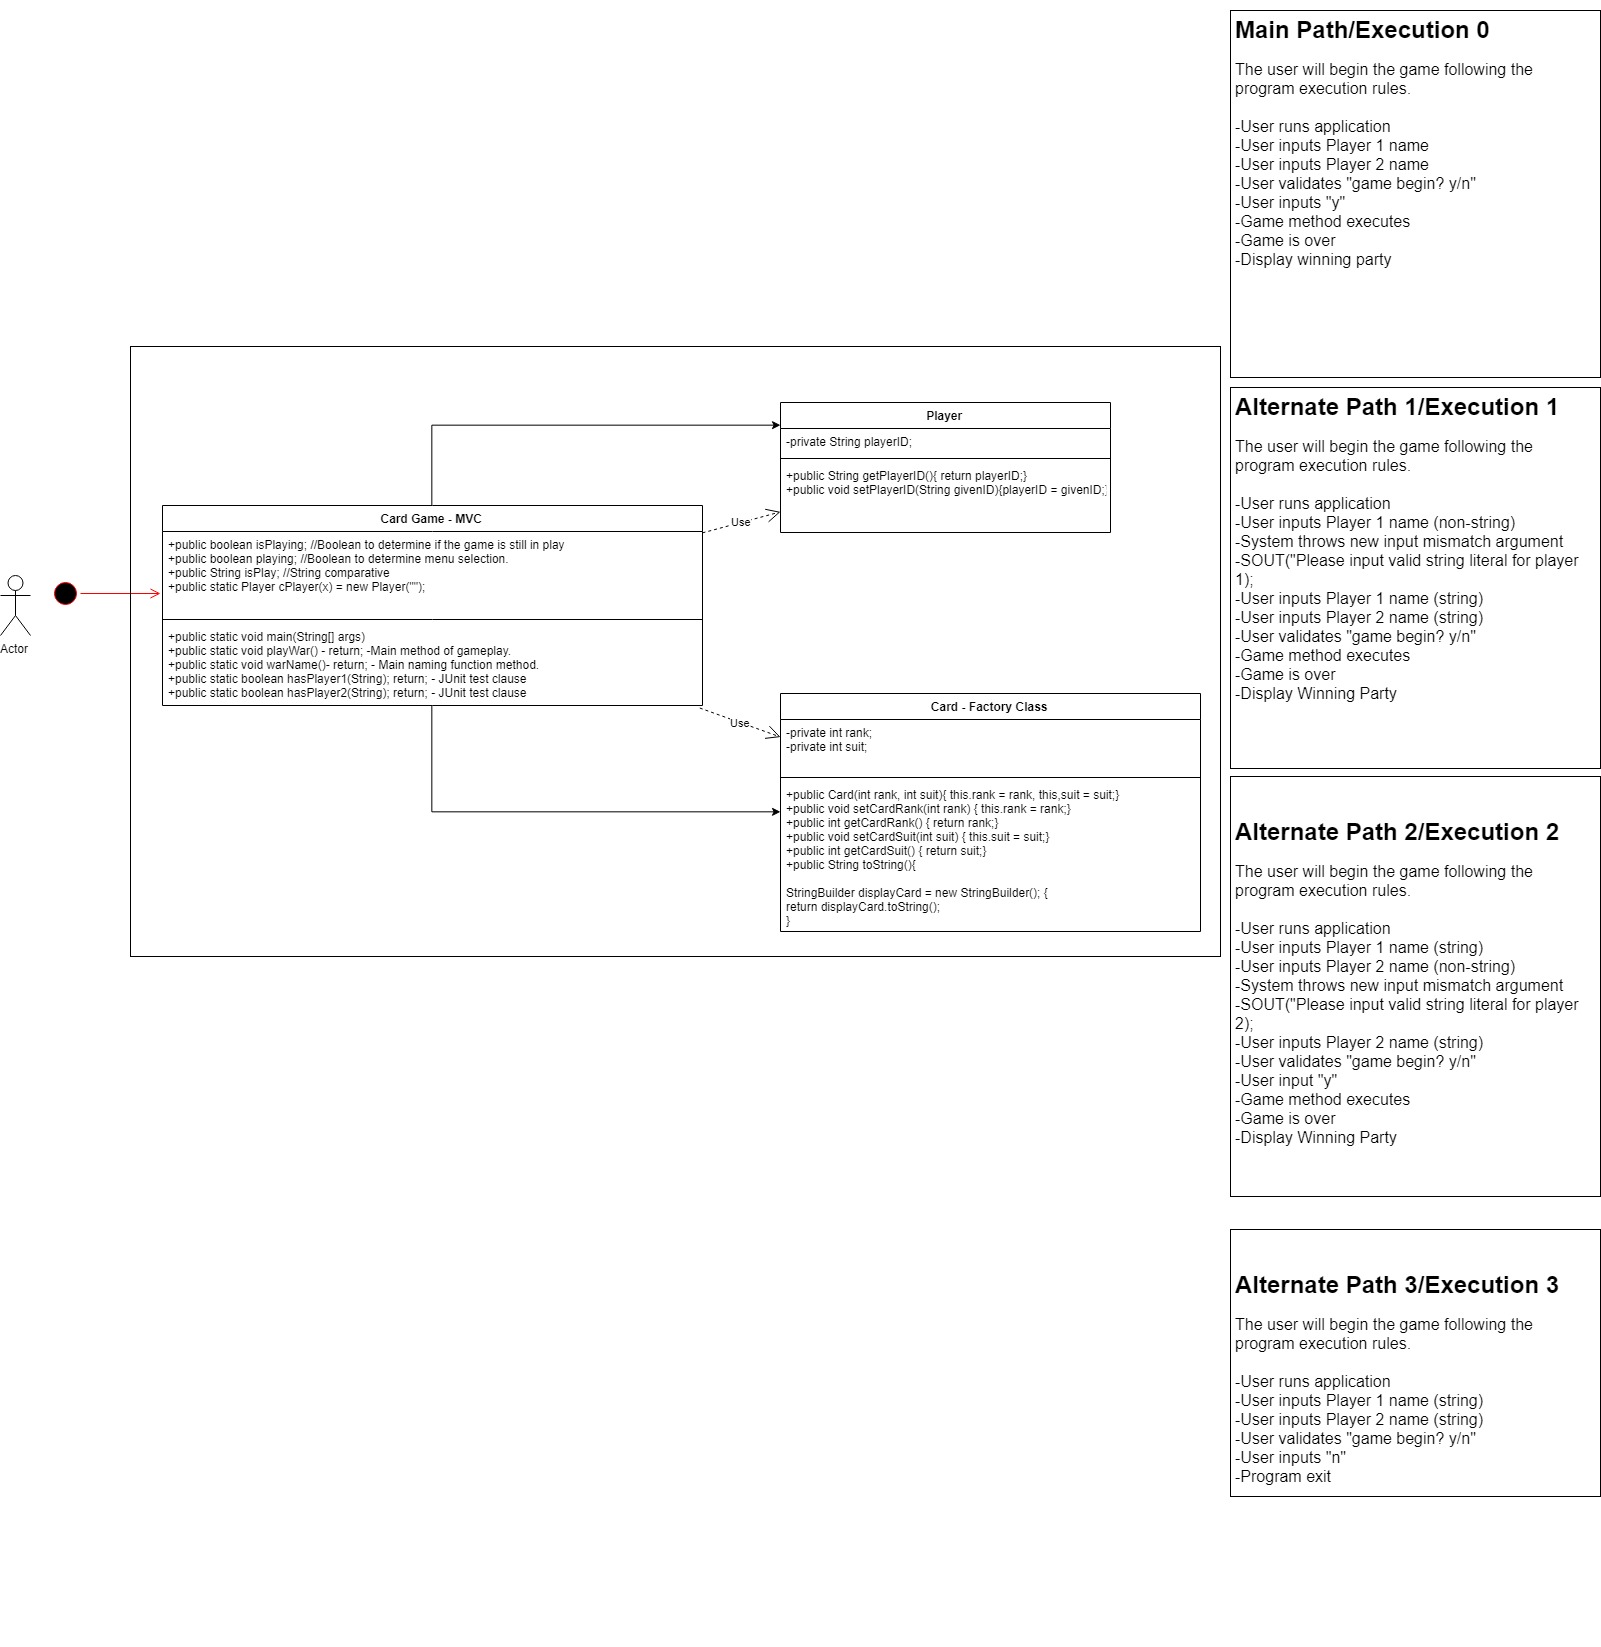 Main Path/Execution 0
The user will begin the game following the
program execution rules.
-User runs application
-User inputs Player 1 name
-User inputs Player 2 name
-User validates "game begin? y/n"
-User inputs "y"
-Game method executes
-Game is over
-Display winning party
Player
-private String playerID;
+public String getPlayerID(){ return playerID;}
+public void setPlayerID(String givenID){playerID = givenID;}
Card Game - MVC
+public boolean isPlaying; //Boolean to determine if the game is still in play
+public boolean playing; //Boolean to determine menu selection.
+public String isPlay; //String comparative
+public static Player cPlayer(x) = new Player("");
+public static void main(String[] args)
+public static void playWar() - return; -Main method of gameplay.
+public static void warName()- return; - Main naming function method.
+public static boolean hasPlayer1(String); return; - JUnit test clause
+public static boolean hasPlayer2(String); return; - JUnit test clause
Use
Use
Actor
Card - Factory Class
-private int rank;
-private int suit;
+public Card(int rank, int suit){ this.rank = rank, this,suit = suit;}
+public void setCardRank(int rank) { this.rank = rank;}
+public int getCardRank() { return rank;}
+public void setCardSuit(int suit) { this.suit = suit;}
+public int getCardSuit() { return suit;}
+public String toString(){
StringBuilder displayCard = new StringBuilder(); {
return displayCard.toString();
}
Alternate Path 1/Execution 1
The user will begin the game following the
program execution rules.
-User runs application
-User inputs Player 1 name (non-string)
-System throws new input mismatch argument
-SOUT("Please input valid string literal for player
1);
-User inputs Player 1 name (string)
-User inputs Player 2 name (string)
-User validates "game begin? y/n"
-Game method executes
-Game is over
-Display Winning Party
Alternate Path 2/Execution 2
The user will begin the game following the
program execution rules.
-User runs application
-User inputs Player 1 name (string)
-User inputs Player 2 name (non-string)
-System throws new input mismatch argument
-SOUT("Please input valid string literal for player
2);
-User inputs Player 2 name (string)
-User validates "game begin? y/n"
-User input "y"
-Game method executes
-Game is over
-Display Winning Party
Alternate Path 3/Execution 3
The user will begin the game following the
program execution rules.
-User runs application
-User inputs Player 1 name (string)
-User inputs Player 2 name (string)
-User validates "game begin? y/n"
-User inputs "n"
-Program exit